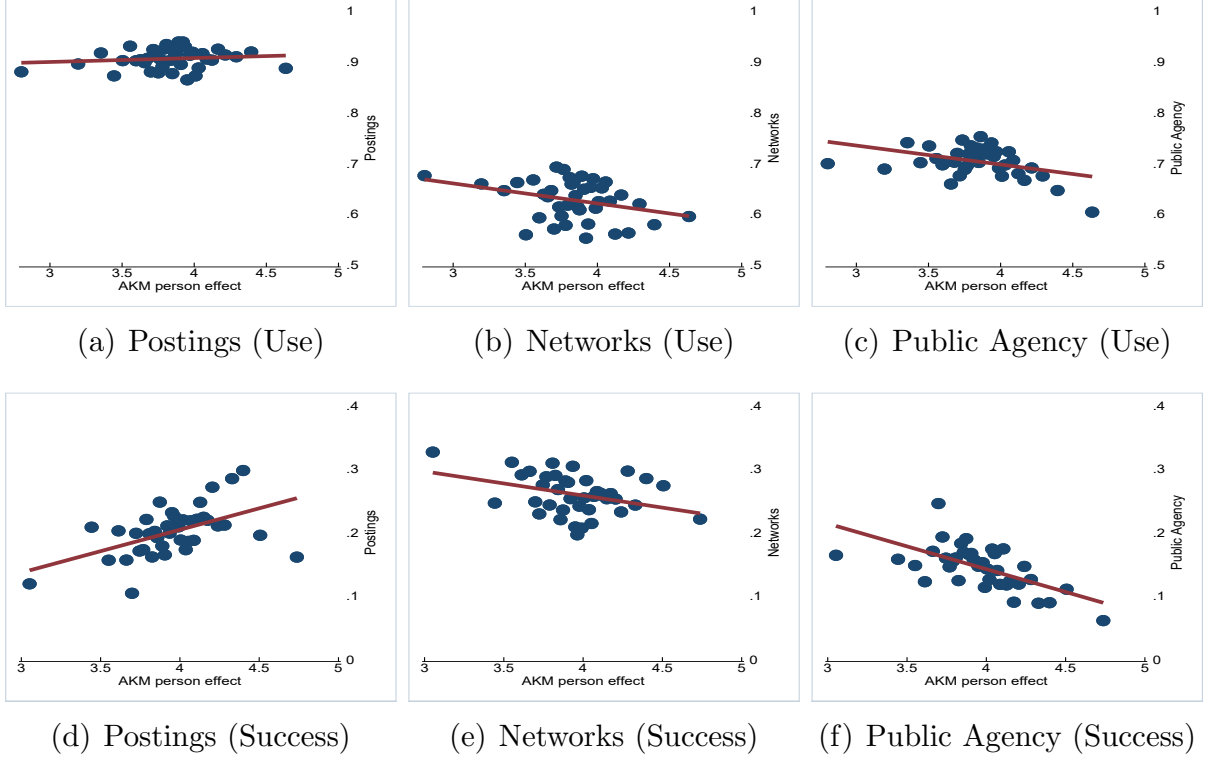 1
.9
.8
.7
.6
.5
Postings
3 3.5 4 4.5 5
AKM person effect
(a) Postings (Use)
1
.9
.8
.7
.6
.5
Networks
3 3.5 4 4.5 5
AKM person effect
(b) Networks (Use)
1
.9
.8
.7
.6
.5
Public Agency
3 3.5 4 4.5 5
AKM person effect
(c) Public Agency (Use)
.4
.3
.2
.1
0
Postings
3 3.5 4 4.5 5
AKM person effect
(d) Postings (Success)
.4
.3
.2
.1
0
Networks
3 3.5 4 4.5 5
AKM person effect
(e) Networks (Success)
.4
.3
.2
.1
0
Public Agency
3 3.5 4 4.5 5
AKM person effect
(f) Public Agency (Success)